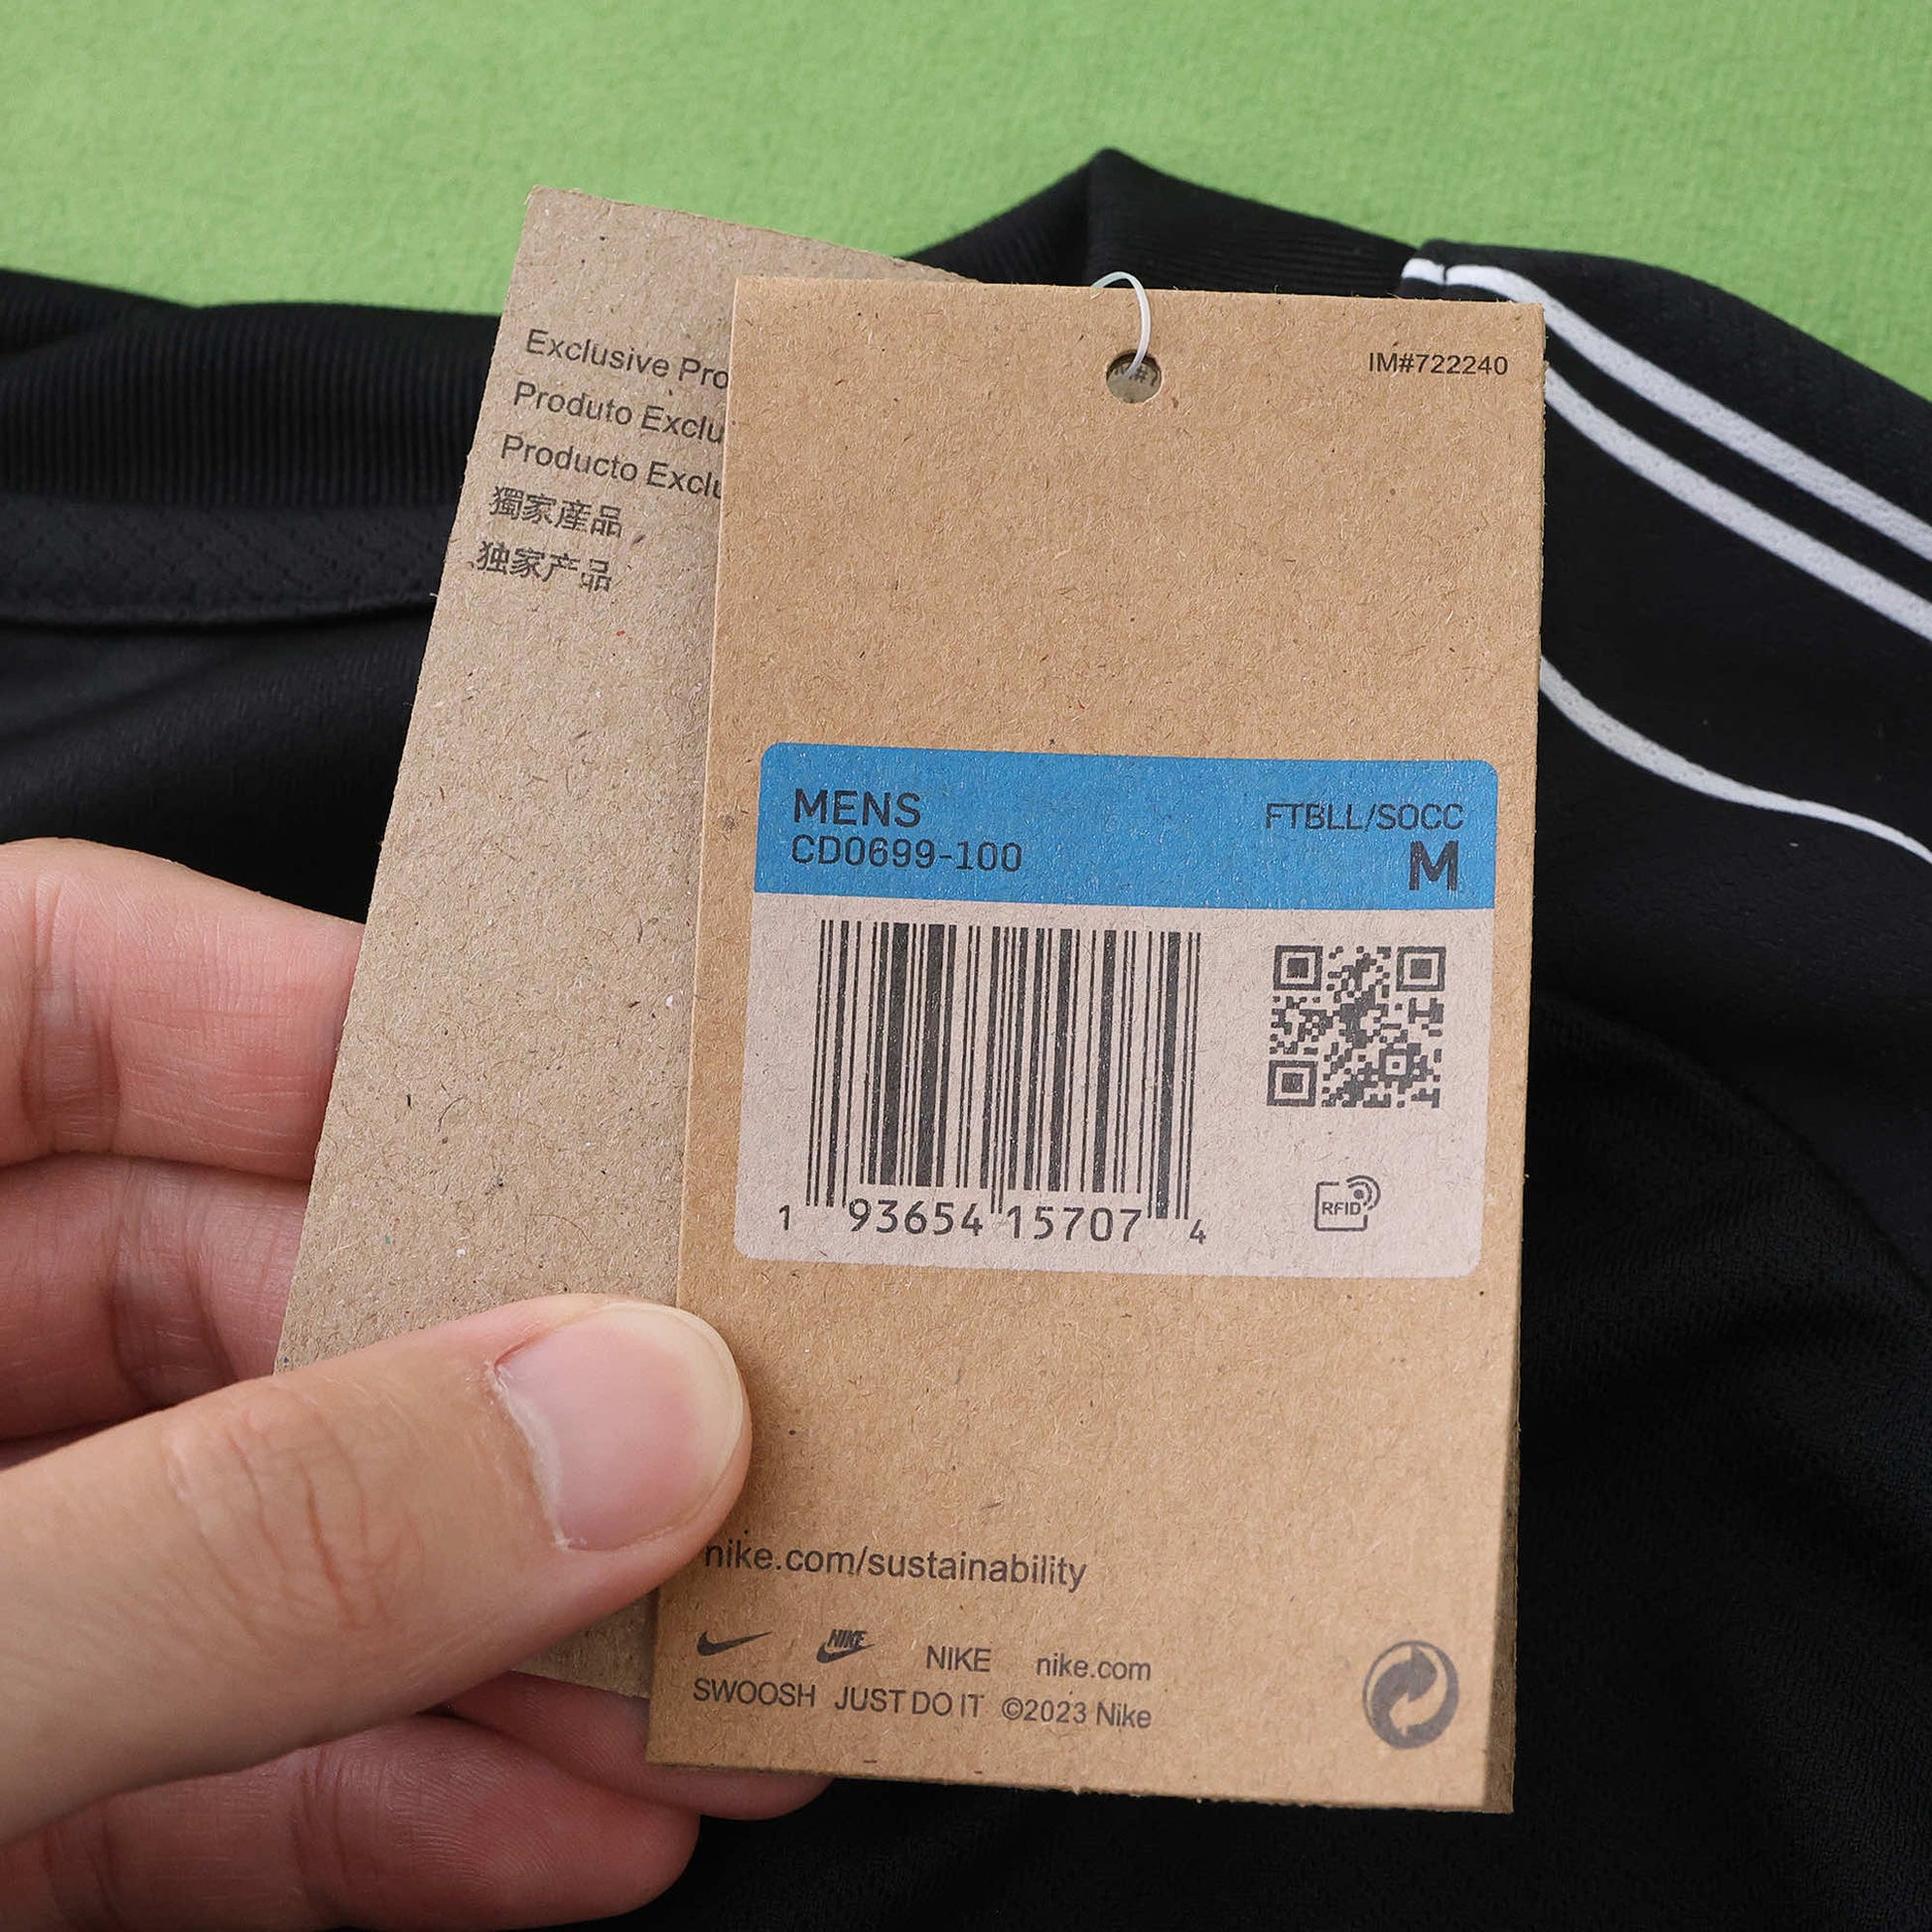 Exclusive Pro
Produto Exclu
Producto Exclu
獨家產品
独家产品
IM#722240
MENS
FTBLL/SOCC
CD0699-100
M
1 93654 15707 4
RFID
nike.com/sustainability
NIKE NIKE nike.com
SWOOSH JUST DO IT ©2023 Nike